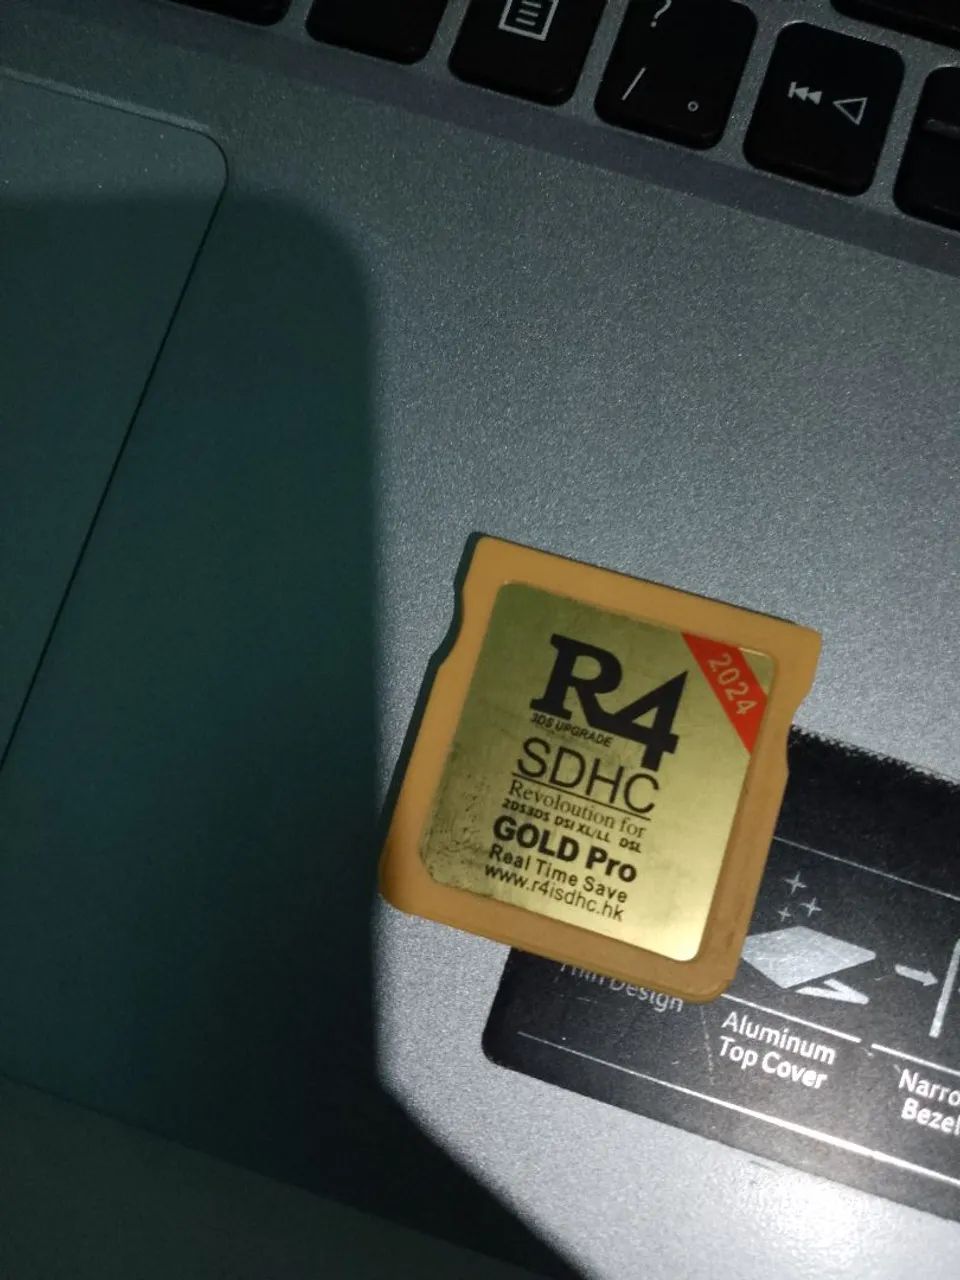 ?
/ 。
R4
2024
3DS UPGRADE
SDHC
Revoloution for
2DS3DS DSI XL/LL DSL
GOLD Pro
Real Time Save
www.r4isdhc.hk
Thin Design
Aluminum
Top Cover
Narro
Bezel